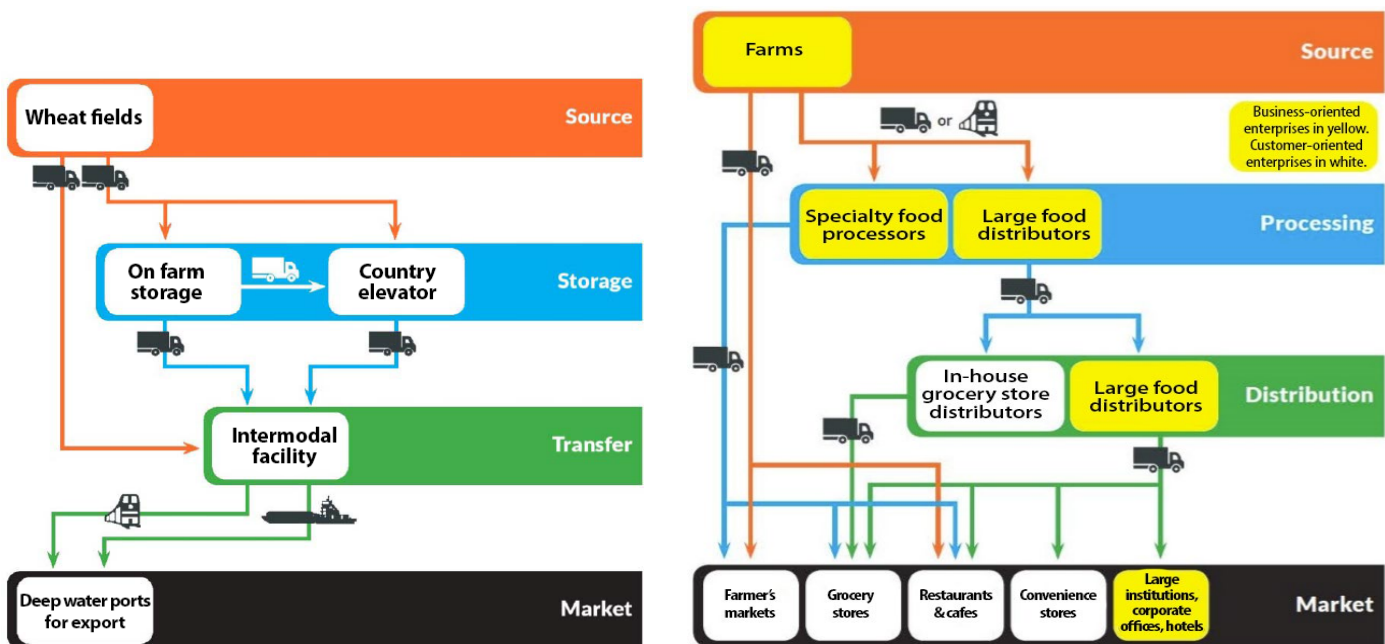 Wheat fields
Source
On farm
storage
Country
elevator
Storage
Intermodal
facility
Transfer
Deep water ports
for export
Market
Farms
Source
or
Business-oriented
enterprises in yellow.
Customer-oriented
enterprises in white.
Specialty food
processors
Large food
distributors
Processing
In-house
grocery store
distributors
Large food
distributors
Distribution
Farmer's
markets
Grocery
stores
Restaurants
& cafes
Convenience
stores
Large
institutions,
corporate
offices, hotels
Market